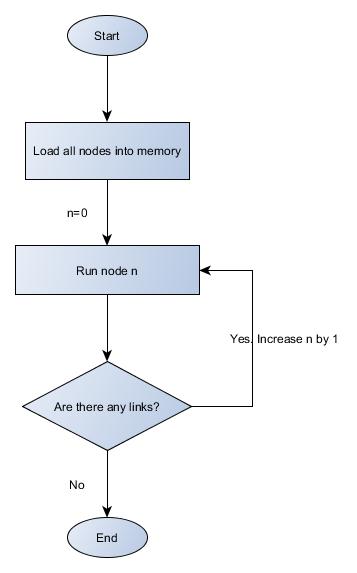 Start
Load all nodes into memory
n=0
Run node n
Yes. Increase n by 1
Are there any links?
No
End